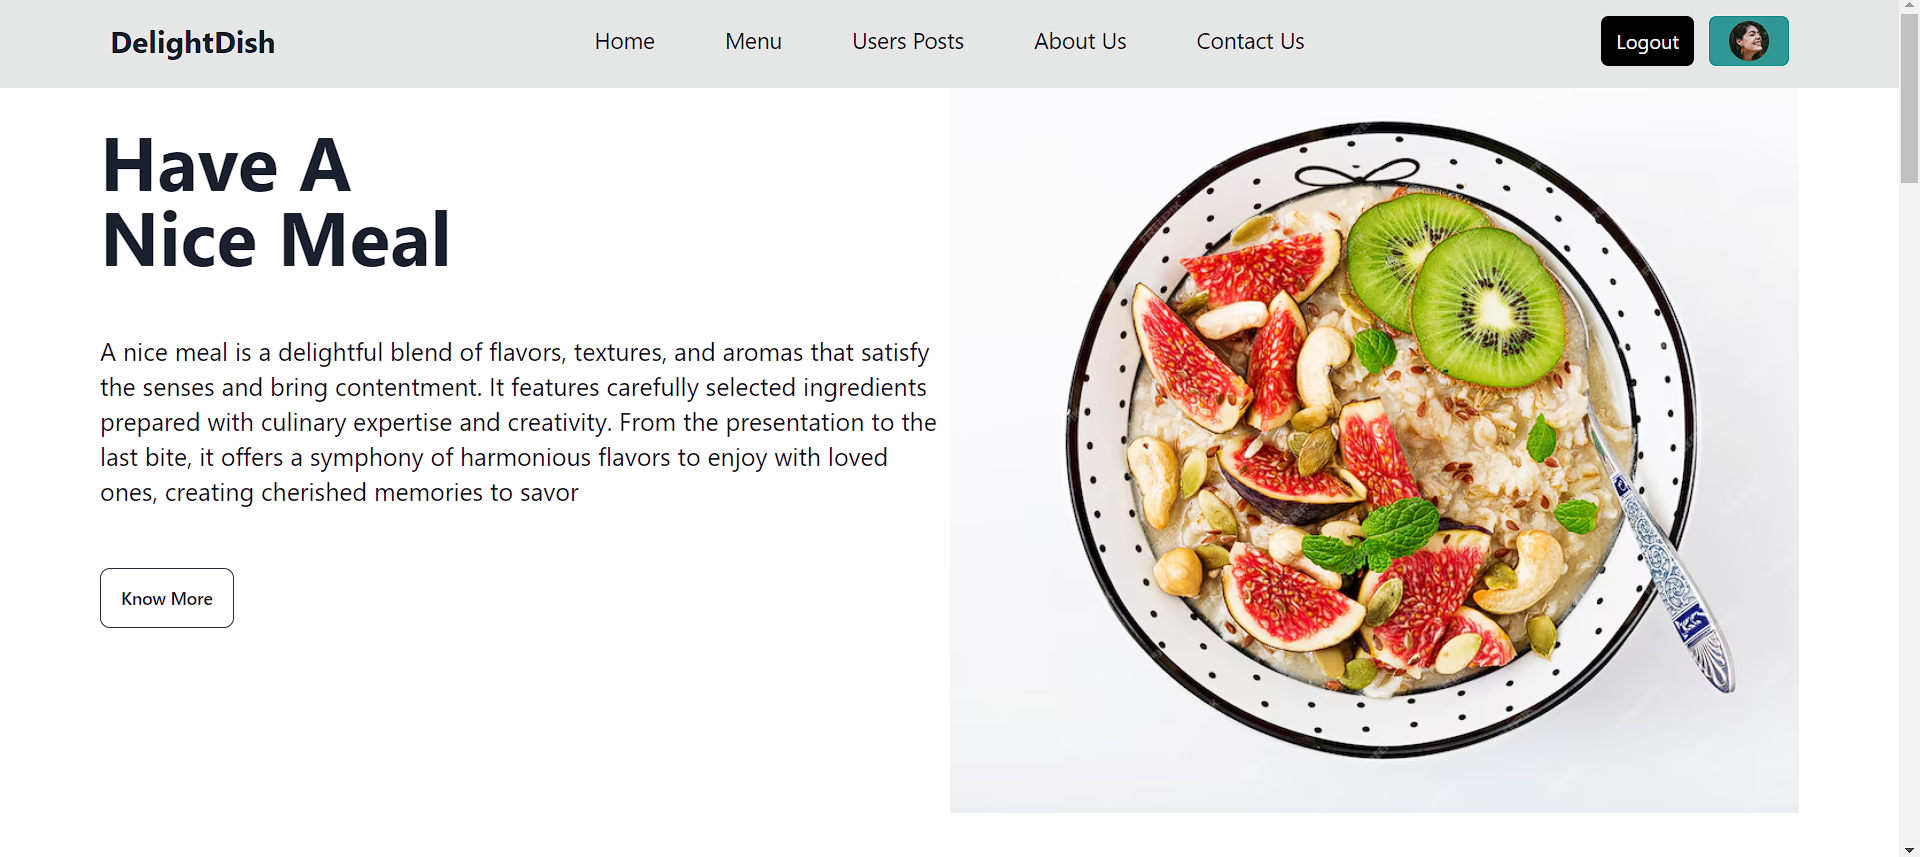 DelightDish
Home
Menu
Users Posts
About Us
Contact Us
Logout
Have A
Nice Meal
A nice meal is a delightful blend of flavors, textures, and aromas that satisfy
the senses and bring contentment. It features carefully selected ingredients
prepared with culinary expertise and creativity. From the presentation to the
last bite, it offers a symphony of harmonious flavors to enjoy with loved
ones, creating cherished memories to savor
Know More